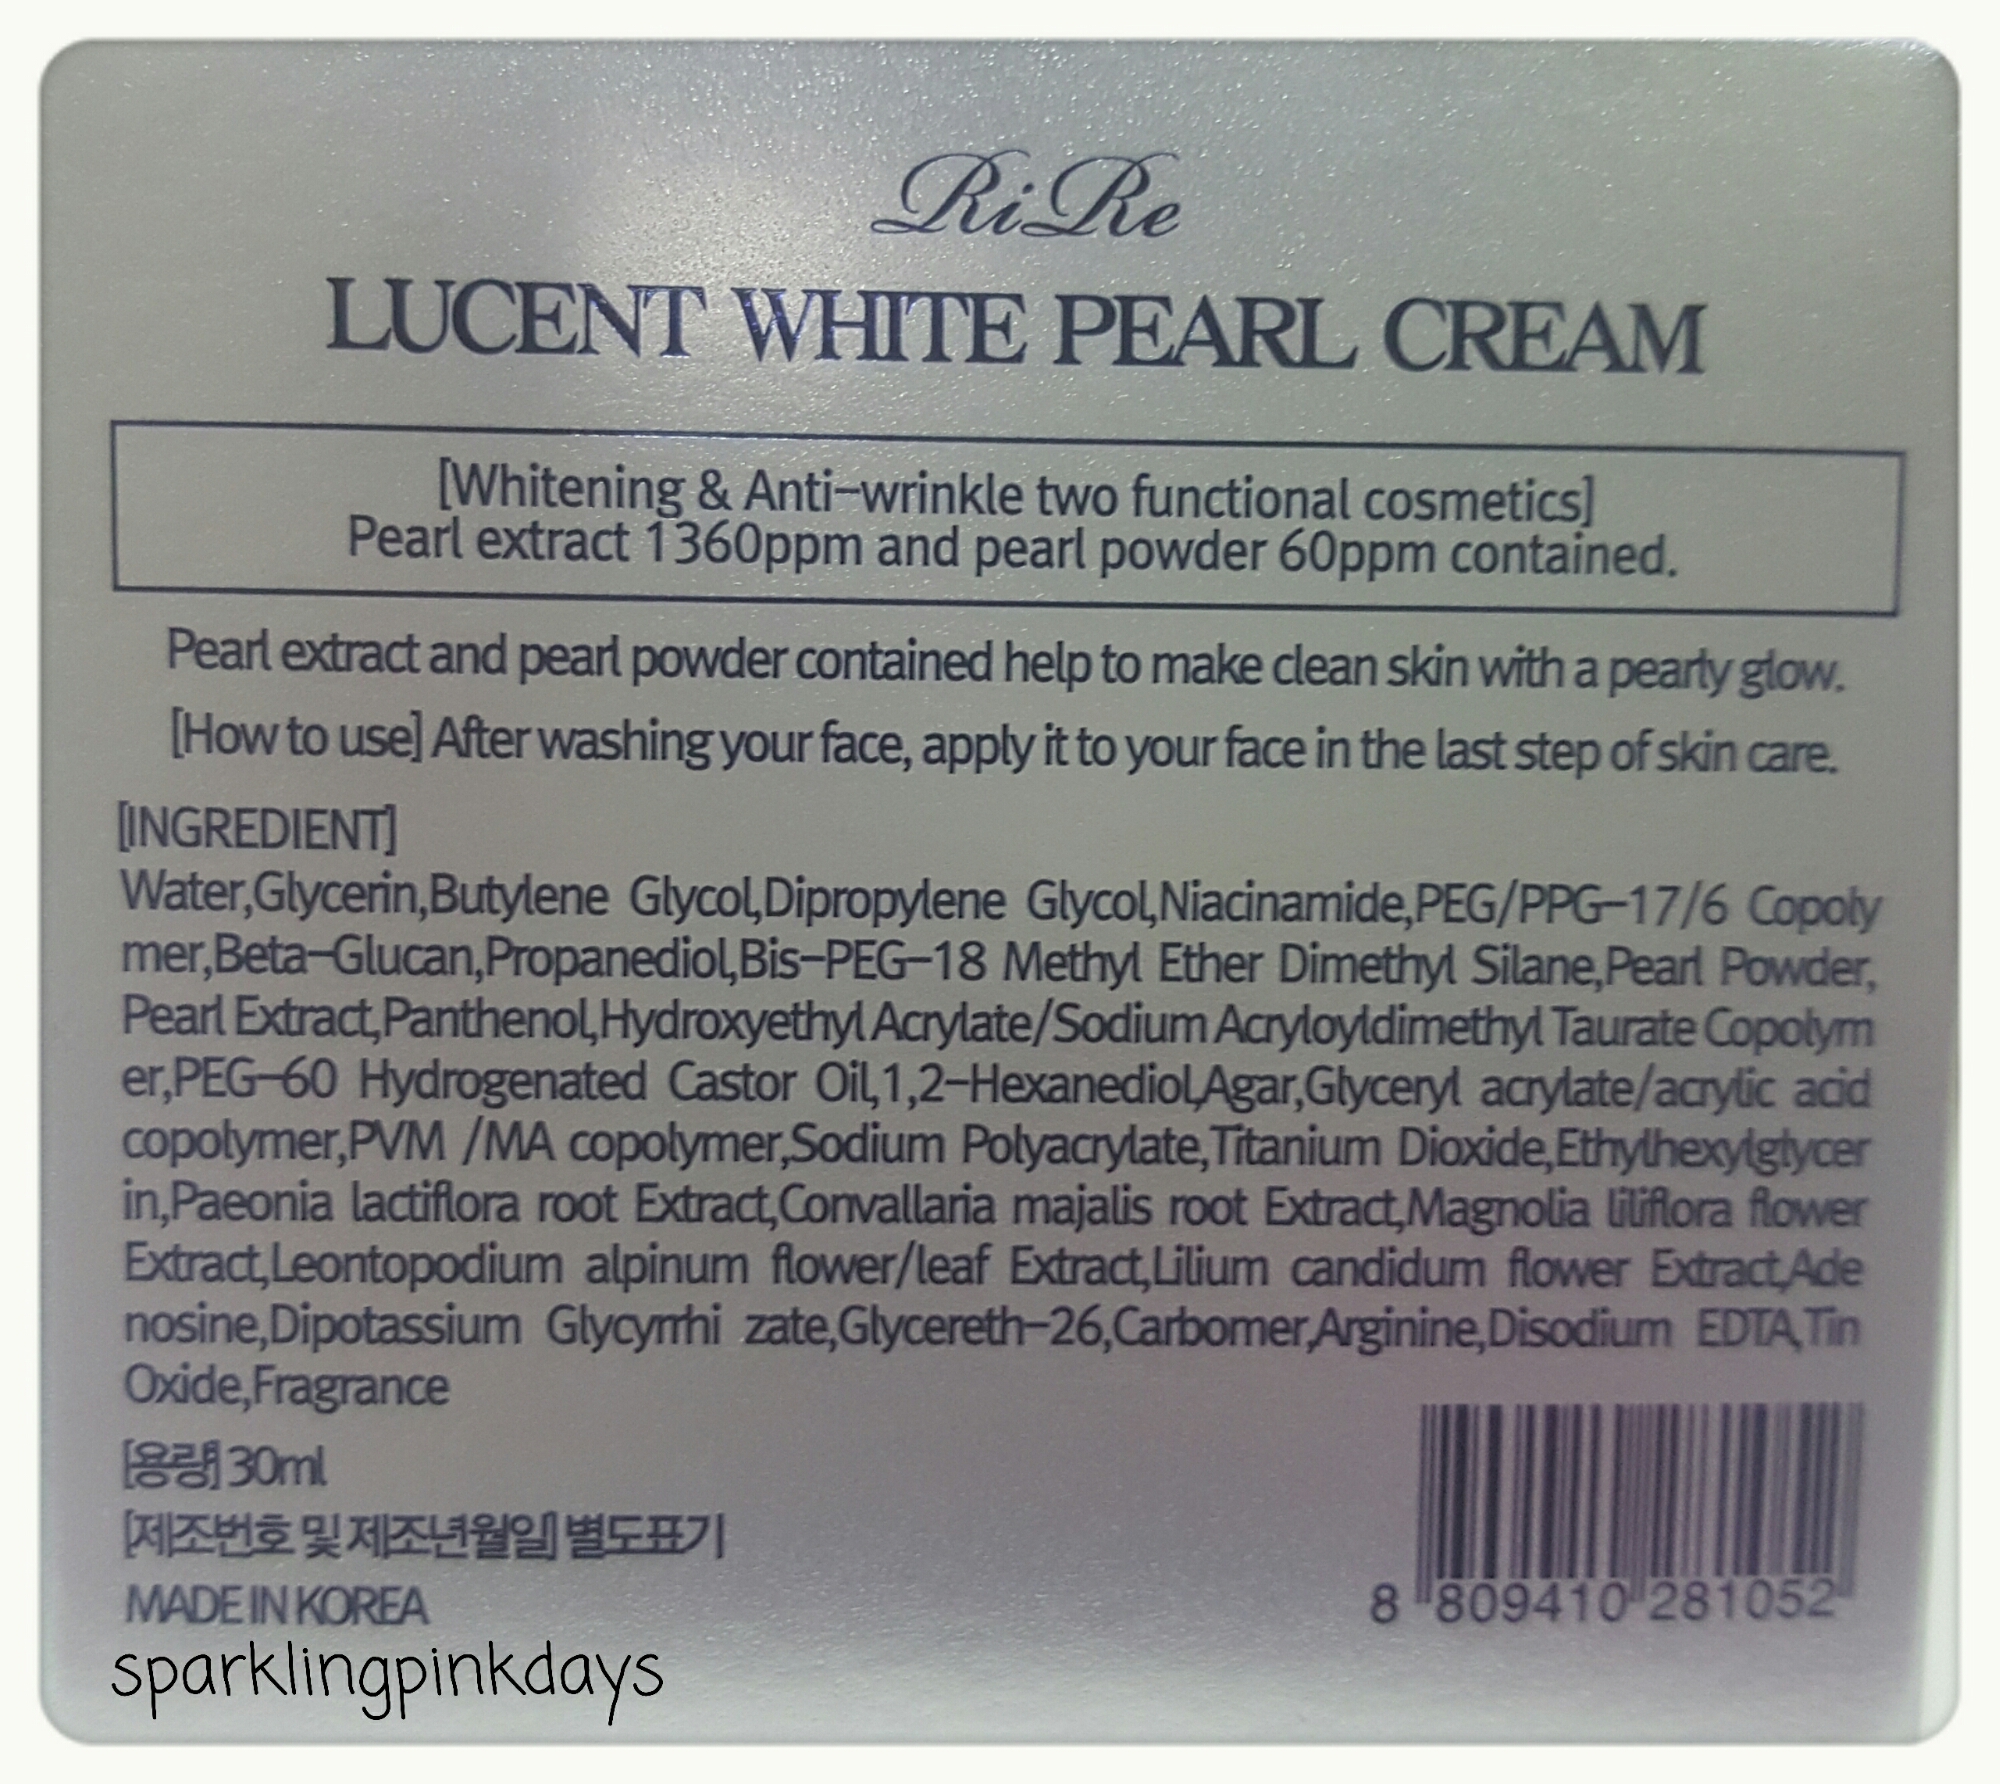 RiRe
LUCENT WHITE PEARL CREAM
[Whitening & Anti-wrinkle two functional cosmetics]
Pearl extract 1360ppm and pearl powder 60ppm contained.
Pearl extract and pearl powder contained help to make clean skin with a pearly glow.
[How to use] After washing your face, apply it to your face in the last step of skin care.
[INGREDIENT]
Water,Glycerin,Butylene Glycol,Dipropylene Glycol,Niacinamide,PEG/PPG-17/6 Copoly
mer,Beta-Glucan,Propanediol,Bis-PEG-18 Methyl Ether Dimethyl Silane,Pearl Powder,
Pearl Extract,Panthenol,Hydroxyethyl Acrylate/Sodium Acryloyldimethyl Taurate Copolym
er,PEG-60 Hydrogenated Castor Oil,1,2-Hexanediol,Agar,Glyceryl acrylate/acrylic acid
copolymer,PVM /MA copolymer,Sodium Polyacrylate,Titanium Dioxide,Ethylhexylglycer
in,Paeonia lactiflora root Extract,Convallaria majalis root Extract,Magnolia liliflora flower
Extract,Leontopodium alpinum flower/leaf Extract,Lilium candidum flower Extract,Ade
nosine,Dipotassium Glycyrrhi zate,Glycereth-26,Carbomer,Arginine,Disodium EDTA,Tin
Oxide,Fragrance
[용량] 30ml
[제조번호 및 제조년월일] 별도표기
MADE IN KOREA
8 809410 281052
sparklingpinkdays